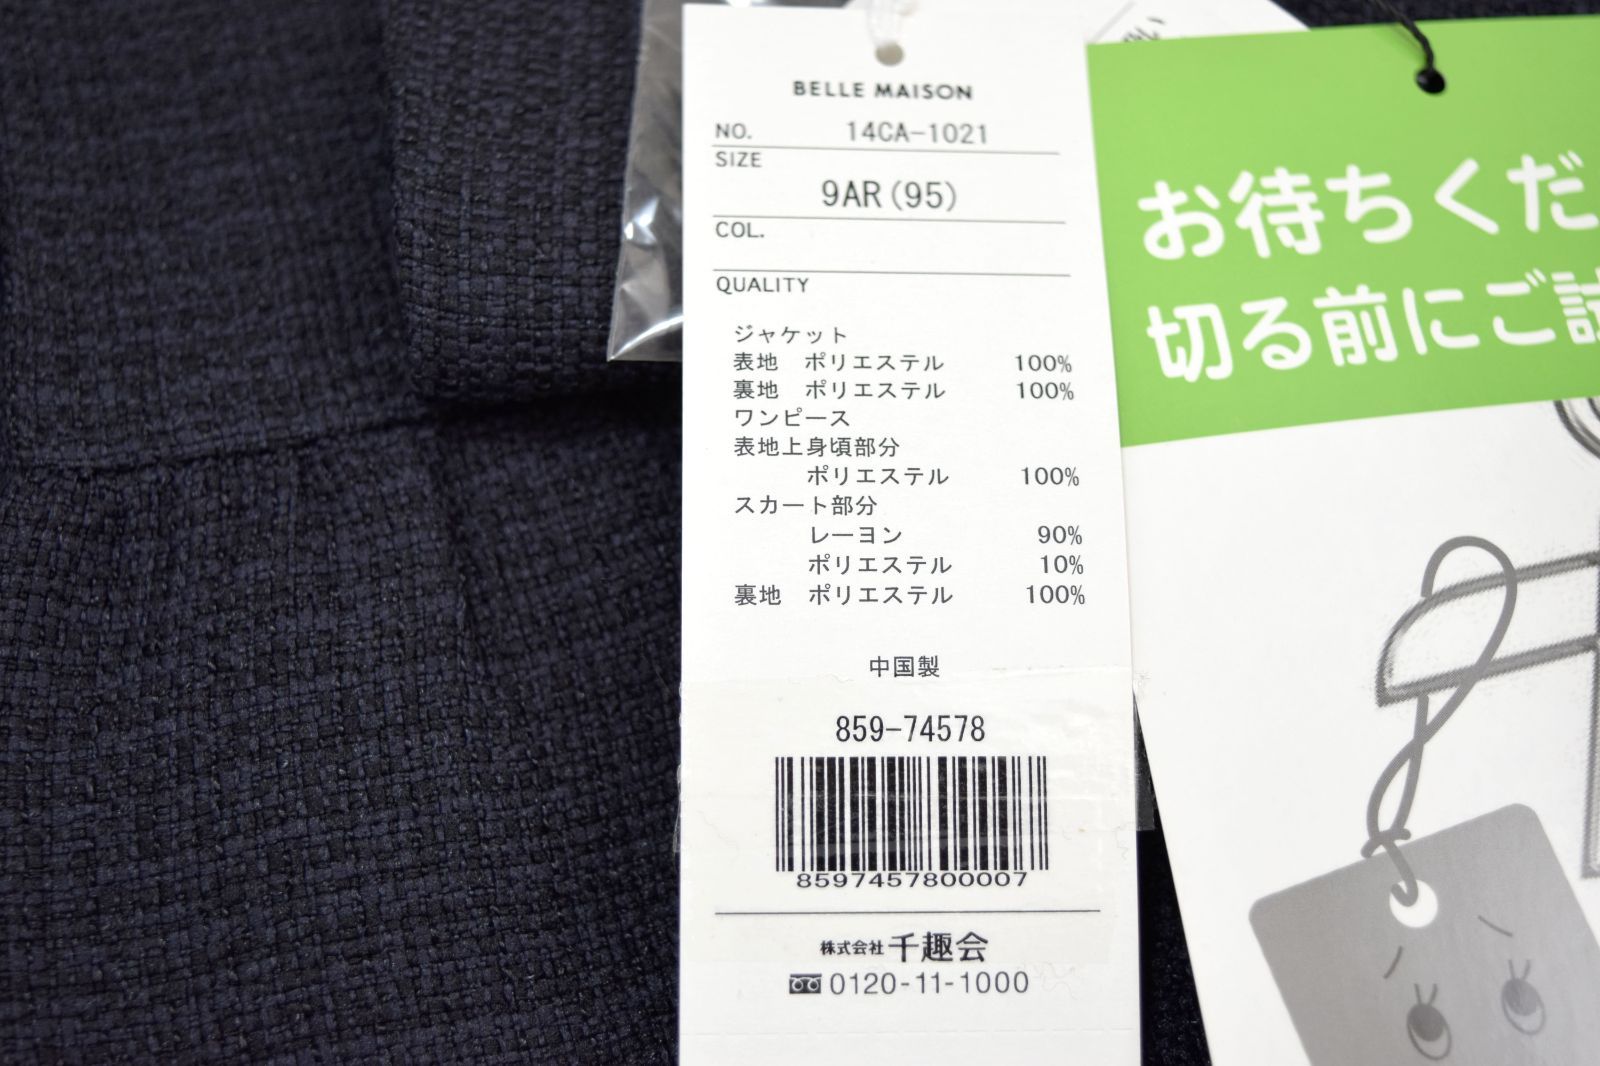 BELLE MAISON
NO. 14CA-1021
SIZE
9AR(95)
COL.
QUALITY
ジャケット
表地 ポリエステル 100%
裏地 ポリエステル 100%
ワンピース
表地上身頃部分
ポリエステル 100%
スカート部分
レーヨン 90%
ポリエステル 10%
裏地 ポリエステル 100%
中国製
859-74578
8597457800007
株式会社千趣会
0120-11-1000
お待ちくだ
切る前にご試